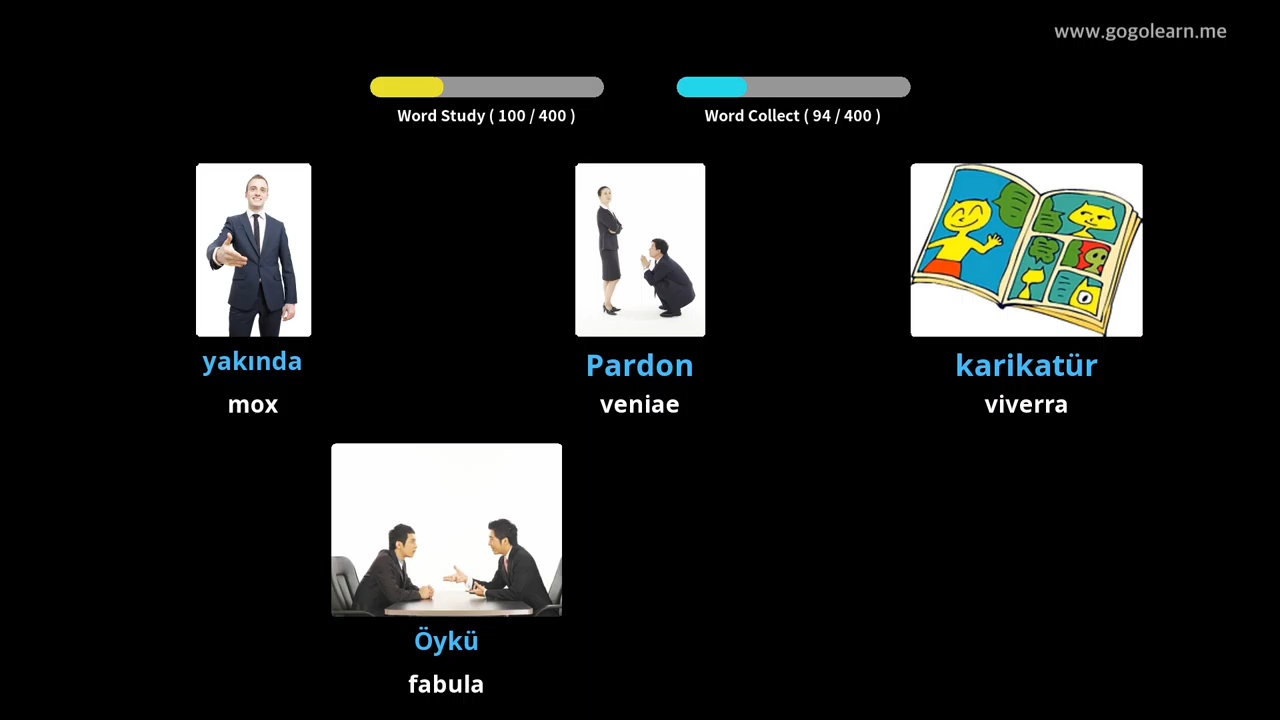 www.gogolearn.me
Word Study ( 100 / 400 )
Word Collect ( 94 / 400 )
yakında
mox
Pardon
veniae
karikatür
viverra
Öykü
fabula